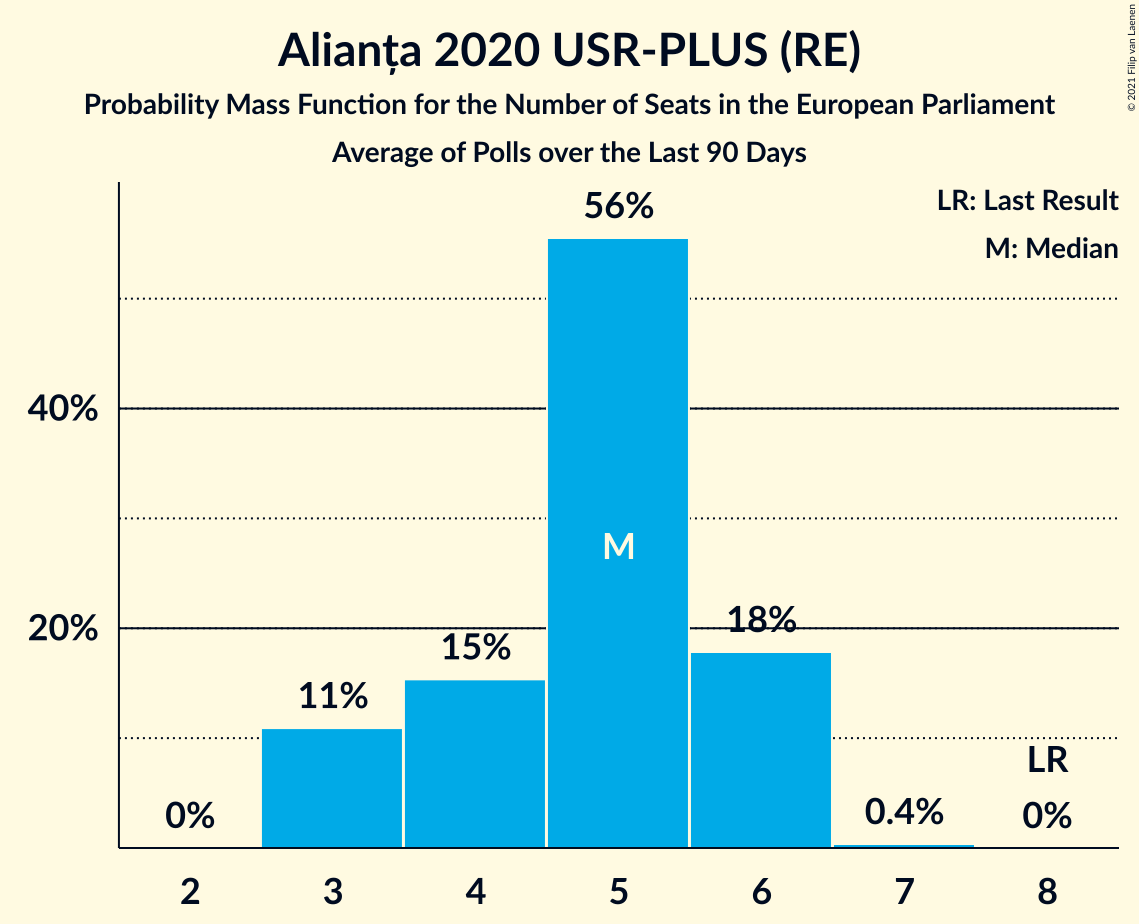 Alianța 2020 USR-PLUS (RE)
Probability Mass Function for the Number of Seats in the European Parliament
Average of Polls over the Last 90 Days
© 2021 Filip van Laenen
LR: Last Result
M: Median
56%
40%
M
20%
18%
15%
11%
LR
0%
0.4%
0%
2 3 4 5 6 7 8